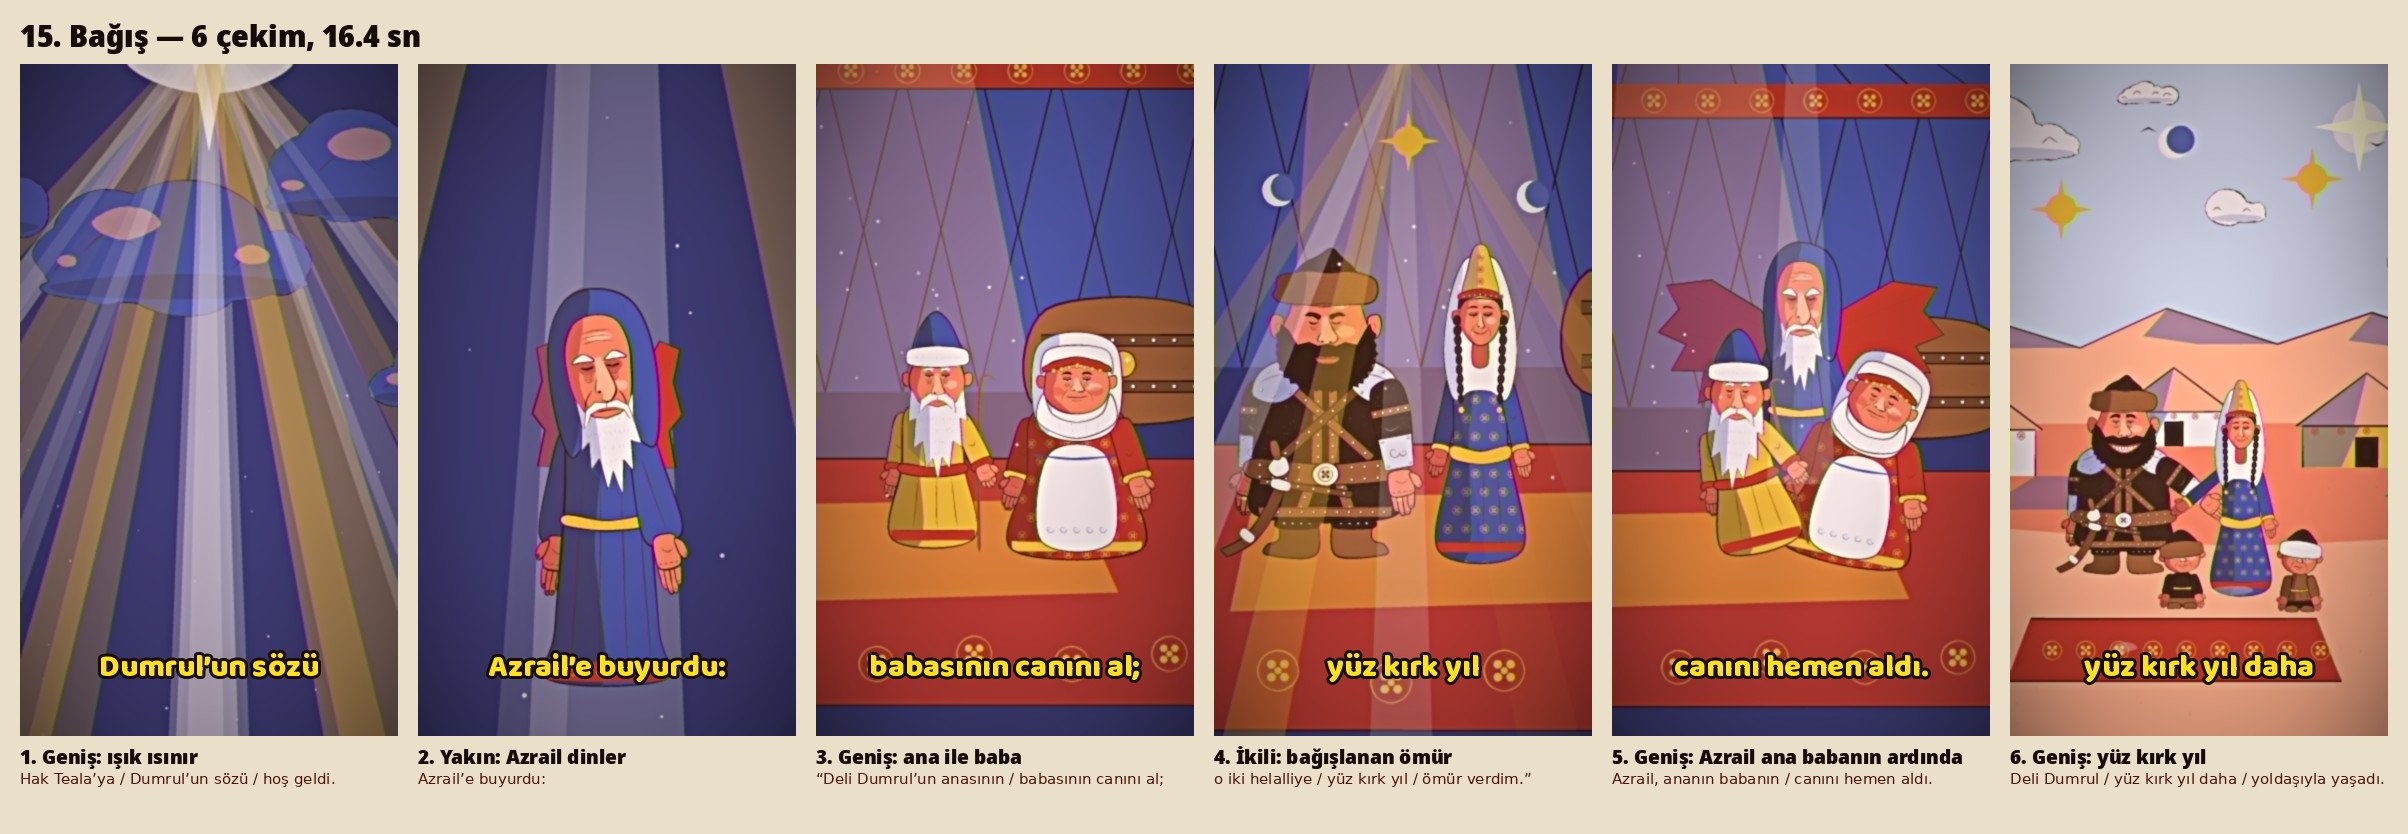 15. Bağış — 6 çekim, 16.4 sn
Dumrul'un sözü
Azrail'e buyurdu:
babasının canını al;
yüz kırk yıl
canını hemen aldı.
yüz kırk yıl daha
1. Geniş: ışık ısınır
Hak Teala’ya / Dumrul’un sözü / hoş geldi.
2. Yakın: Azrail dinler
Azrail’e buyurdu:
3. Geniş: ana ile baba
“Deli Dumrul’un anasının / babasının canını al;
4. İkili: bağışlanan ömür
o iki helalliye / yüz kırk yıl / ömür verdim.”
5. Geniş: Azrail ana babanın ardında
Azrail, ananın babanın / canını hemen aldı.
6. Geniş: yüz kırk yıl
Deli Dumrul / yüz kırk yıl daha / yoldaşıyla yaşadı.